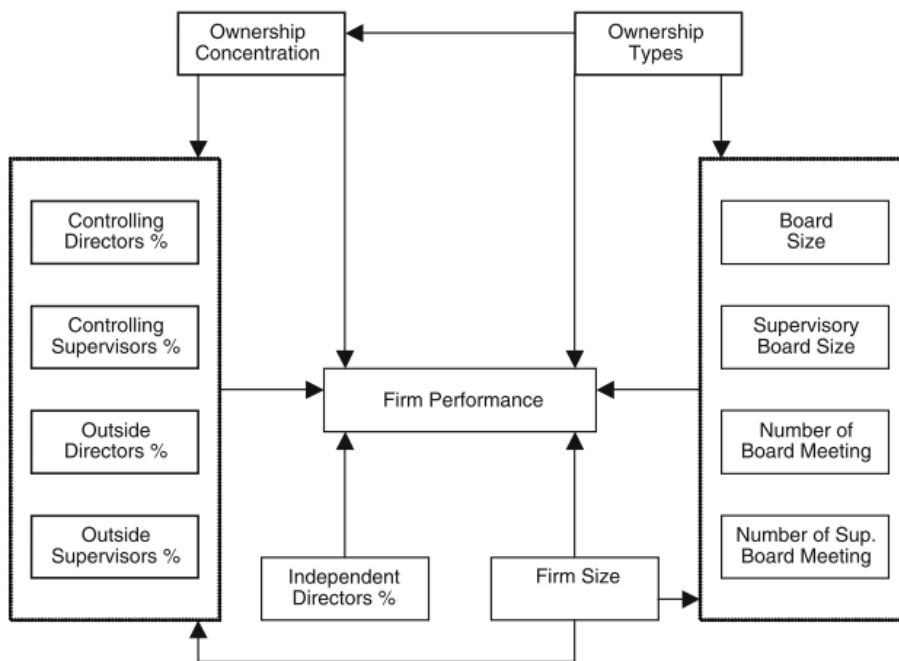 Ownership
Concentration
Ownership
Types
Controlling
Directors %
Controlling
Supervisors %
Outside
Directors %
Outside
Supervisors %
Firm Performance
Independent
Directors %
Firm Size
Board
Size
Supervisory
Board Size
Number of
Board Meeting
Number of Sup.
Board Meeting